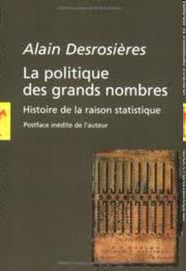 Alain Desrosières
La politique
des grands nombres
Histoire de la raison statistique
Postface inédite de l'auteur